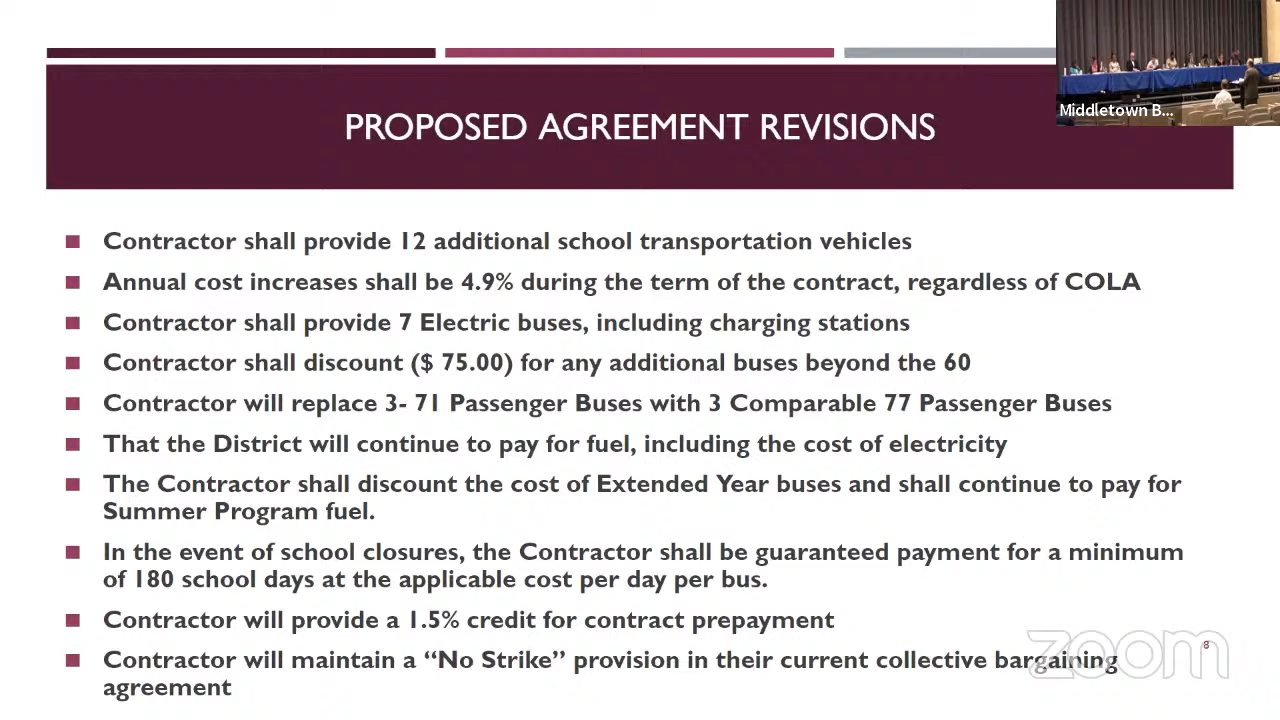 Middletown B...
PROPOSED AGREEMENT REVISIONS
Contractor shall provide 12 additional school transportation vehicles
Annual cost increases shall be 4.9% during the term of the contract, regardless of COLA
Contractor shall provide 7 Electric buses, including charging stations
Contractor shall discount ($ 75.00) for any additional buses beyond the 60
Contractor will replace 3- 71 Passenger Buses with 3 Comparable 77 Passenger Buses
That the District will continue to pay for fuel, including the cost of electricity
The Contractor shall discount the cost of Extended Year buses and shall continue to pay for
Summer Program fuel.
In the event of school closures, the Contractor shall be guaranteed payment for a minimum
of 180 school days at the applicable cost per day per bus.
Contractor will provide a 1.5% credit for contract prepayment
Contractor will maintain a “No Strike” provision in their current collective bargaining
agreement
8
zoom